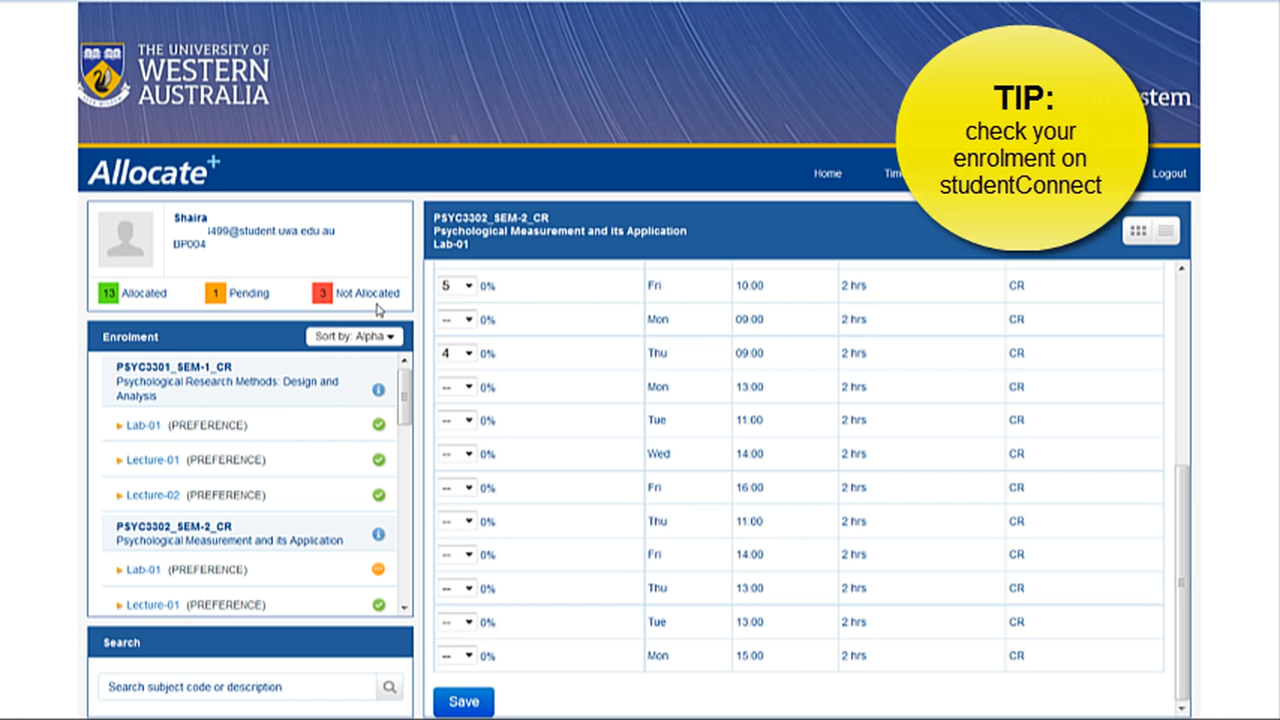 THE UNIVERSITY OF
WESTERN
AUSTRALIA
TIP:
check your
enrolment on
studentConnect
Allocate+
Home
Logout
Shaira
i499@student.uwa.edu.au
BP004
13 Allocated 1 Pending 3 Not Allocated
Enrolment Sort by: Alpha
PSYC3301_SEM-1_CR
Psychological Research Methods: Design and
Analysis
Lab-01 (PREFERENCE)
Lecture-01 (PREFERENCE)
Lecture-02 (PREFERENCE)
PSYC3302_SEM-2_CR
Psychological Measurement and its Application
Lab-01 (PREFERENCE)
Lecture-01 (PREFERENCE)
Search
Search subject code or description
PSYC3302_SEM-2_CR
Psychological Measurement and its Application
Lab-01
5 0% Fri 10:00 2 hrs CR
-- 0% Mon 09:00 2 hrs CR
4 0% Thu 09:00 2 hrs CR
-- 0% Mon 13:00 2 hrs CR
-- 0% Tue 11:00 2 hrs CR
-- 0% Wed 14:00 2 hrs CR
-- 0% Fri 16:00 2 hrs CR
-- 0% Thu 11:00 2 hrs CR
-- 0% Fri 14:00 2 hrs CR
-- 0% Thu 13:00 2 hrs CR
-- 0% Tue 13:00 2 hrs CR
-- 0% Mon 15:00 2 hrs CR
Save